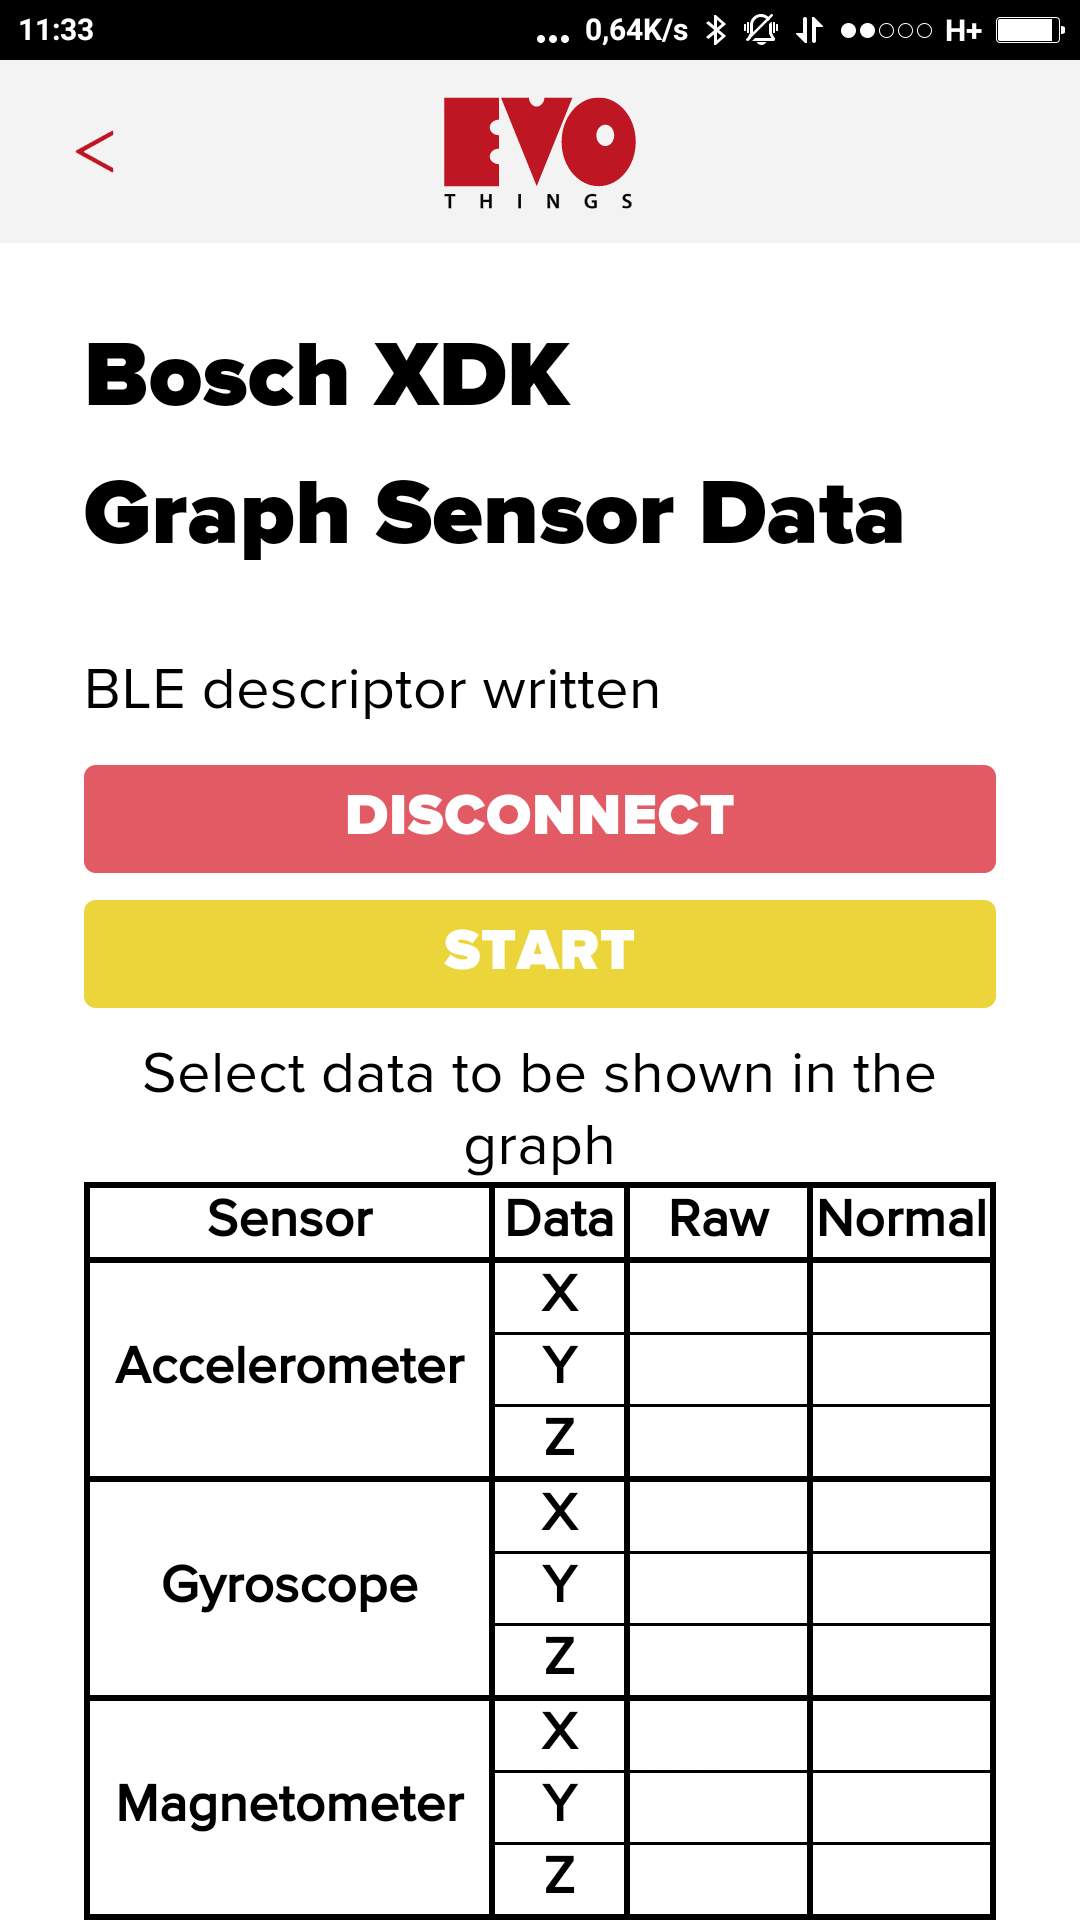 11:33
... 0,64K/s H+
<
EVO
THINGS
Bosch XDK
Graph Sensor Data
BLE descriptor written
DISCONNECT
START
Select data to be shown in the
graph
Sensor Data Raw Normal
X
Accelerometer Y
Z
X
Gyroscope Y
Z
X
Magnetometer Y
Z